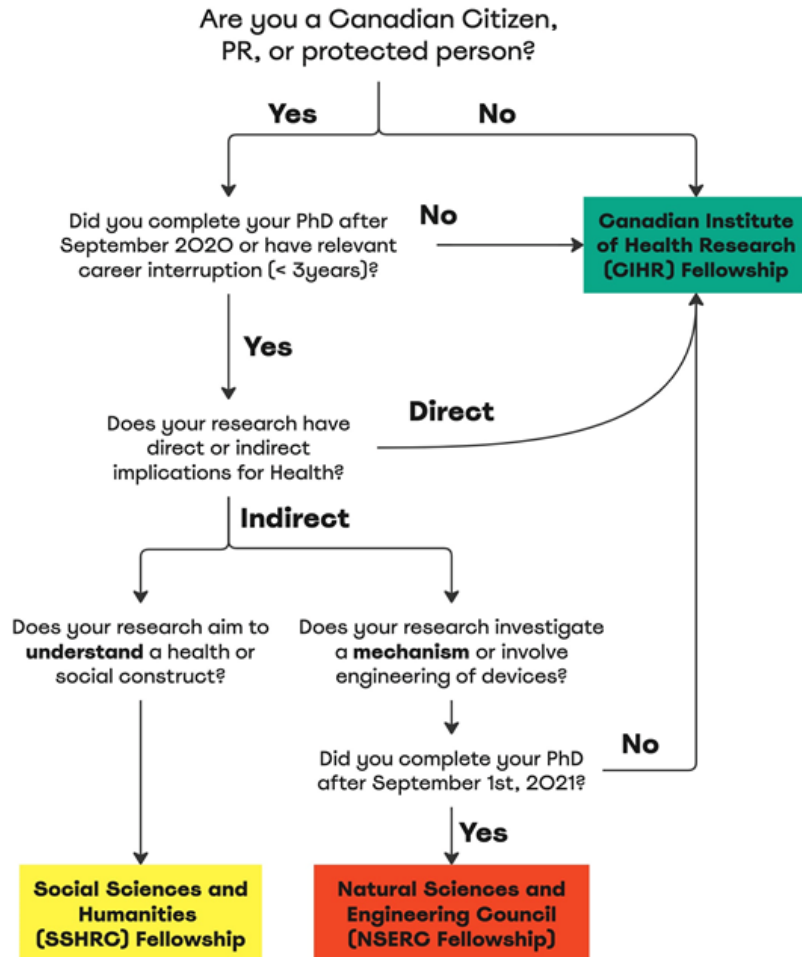 Are you a Canadian Citizen,
PR, or protected person?
Yes
No
Did you complete your PhD after
September 2020 or have relevant
career interruption (< 3years)?
No
Canadian Institute
of Health Research
(CIHR) Fellowship
Yes
Does your research have
direct or indirect
implications for Health?
Direct
Indirect
Does your research aim to
understand a health or
social construct?
Does your research investigate
a mechanism or involve
engineering of devices?
Did you complete your PhD
after September 1st, 2021?
No
Yes
Social Sciences and
Humanities
(SSHRC) Fellowship
Natural Sciences and
Engineering Council
(NSERC Fellowship)